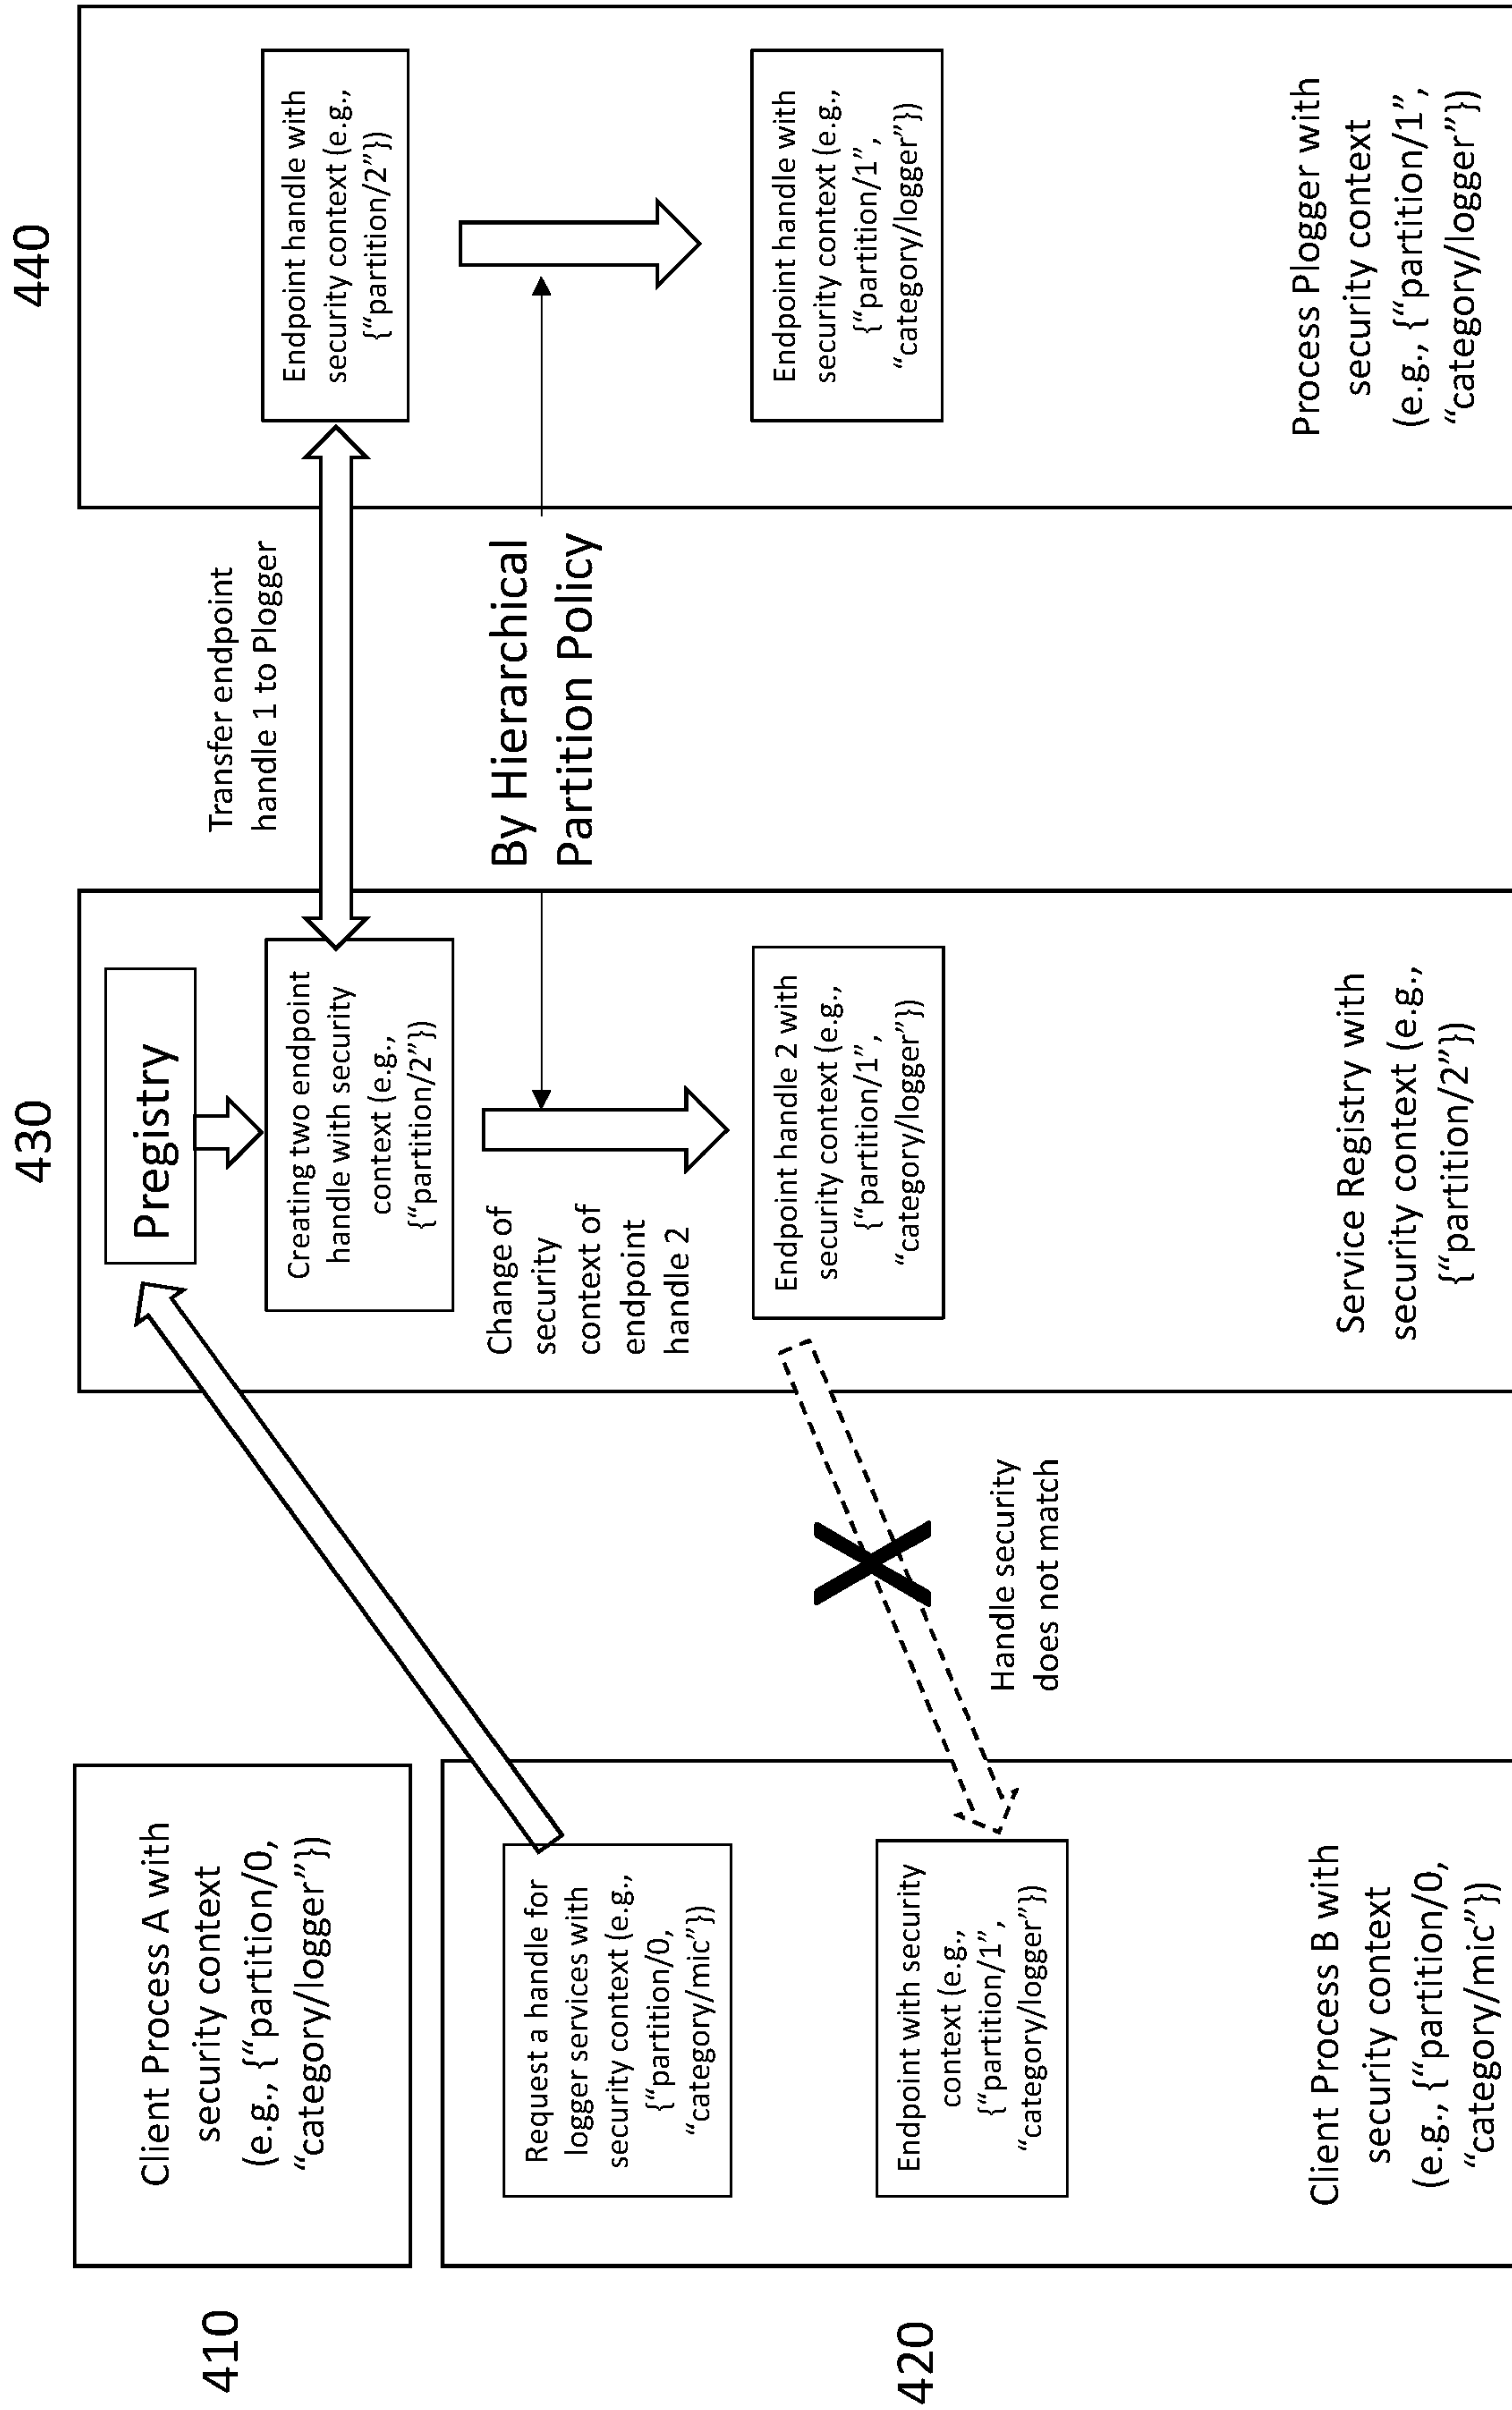 410
Client Process A with
security context
(e.g., {“partition/0,
“category/logger”})
420
Request a handle for
logger services with
security context (e.g.,
{“partition/0,
“category/mic”})
Endpoint with security
context (e.g.,
{“partition/1”,
“category/logger”})
Client Process B with
security context
(e.g., {“partition/0,
“category/mic”})
Handle security
does not match
430
Pregistry
Creating two endpoint
handle with security
context (e.g.,
{“partition/2”})
Change of
security
context of
endpoint
handle 2
Endpoint handle 2 with
security context (e.g.,
{“partition/1”,
“category/logger”})
Service Registry with
security context (e.g.,
{“partition/2”})
Transfer endpoint
handle 1 to Plogger
By Hierarchical
Partition Policy
440
Endpoint handle with
security context (e.g.,
{“partition/2”})
Endpoint handle with
security context (e.g.,
{“partition/1”,
“category/logger”})
Process Plogger with
security context
(e.g., {“partition/1”,
“category/logger”})